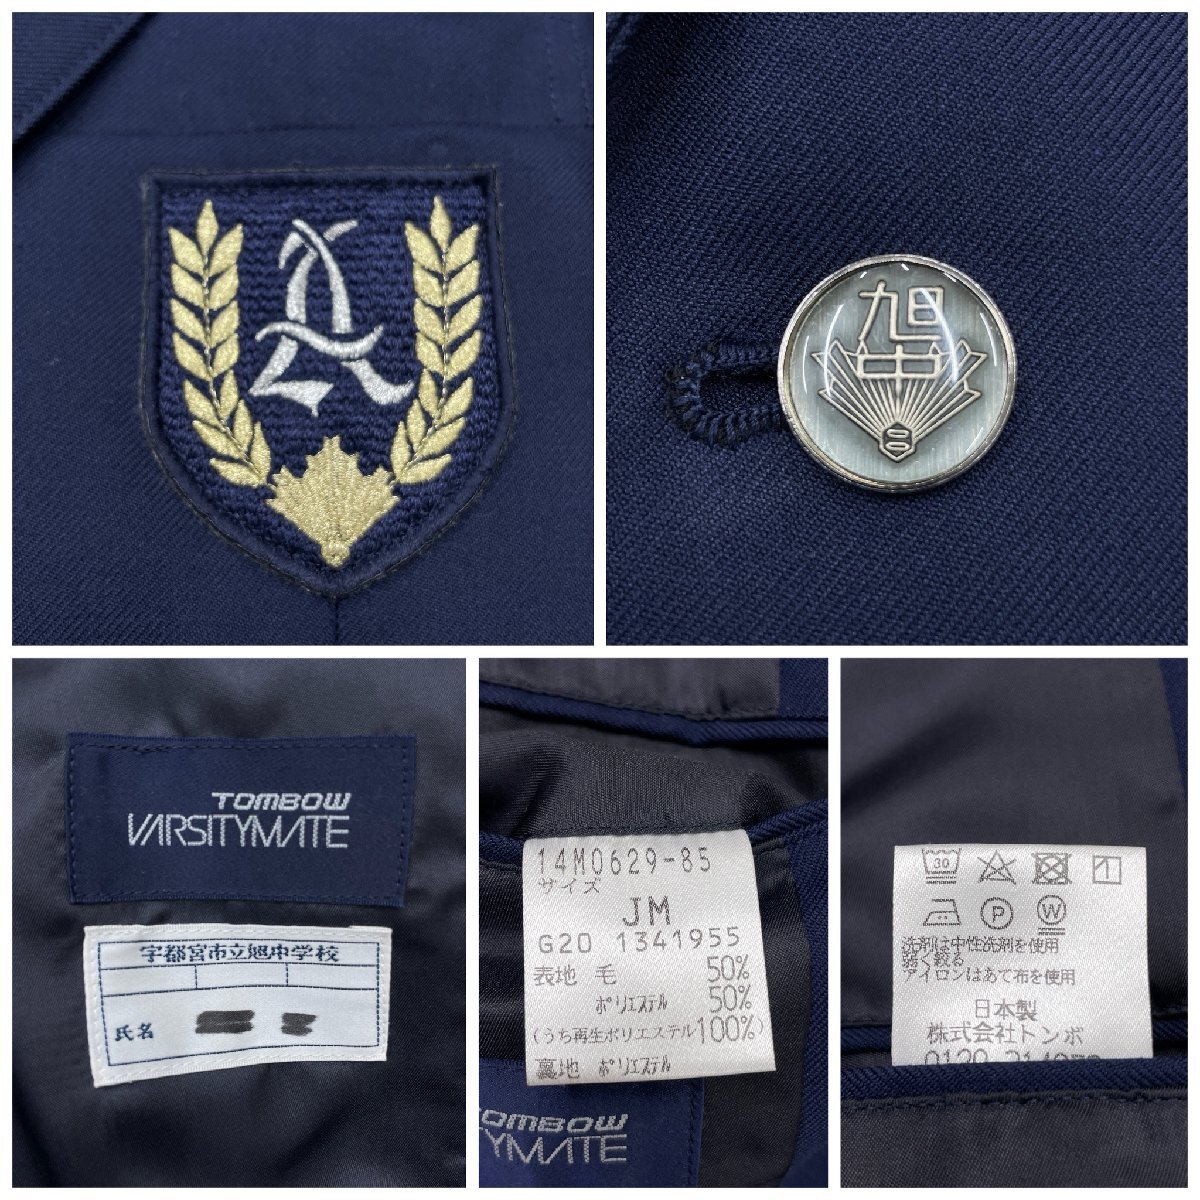 A
旭
中
TOMBOW
VARSITYMATE
宇都宮市立旭中学校
氏名
14M0629-85
サイズ
JM
G20 1341955
表地 毛 50%
ポリエステル 50%
(うち再生ポリエステル100%)
裏地 ポリエステル
TOMBOW
YMATE
30
P W
洗剤は中性洗剤を使用
弱く絞る
アイロンはあて布を使用
日本製
株式会社トンボ